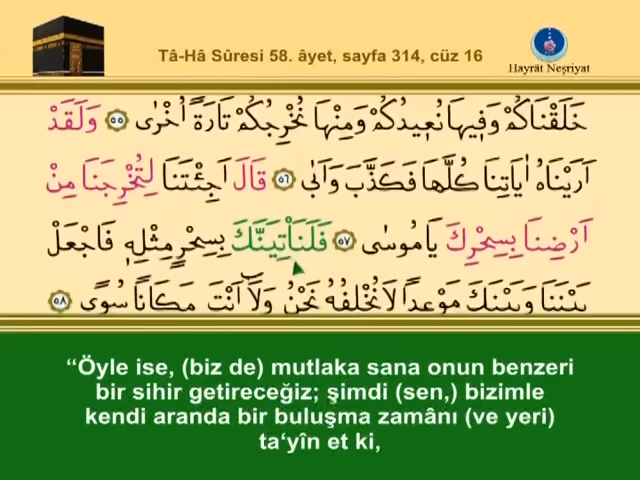 Tâ-Hâ Sûresi 58. âyet, sayfa 314, cüz 16
Hayrât Neşriyat
خَلَقْنَاكُمْ وَفِيهَا نُعِيدُكُمْ وَمِنْهَا نُخْرِجُكُمْ تَارَةً اُخْرٰى ٥٥ وَلَقَدْ
اَرَيْنَاهُ اٰيَاتِنَا كُلَّهَا فَكَذَّبَ وَاَبٰى ٥٦ قَالَ اَجِئْتَنَا لِتُخْرِجَنَا مِنْ
اَرْضِنَا بِسِحْرِكَ يَا مُوسٰى ٥٧ فَلَنَأْتِيَنَّكَ بِسِحْرٍ مِثْلِهِ فَاجْعَلْ
بَيْنَنَا وَبَيْنَكَ مَوْعِدًا لَا نُخْلِفُهُ نَحْنُ وَلَا اَنْتَ مَكَانًا سُوًى ٥٨
“Öyle ise, (biz de) mutlaka sana onun benzeri
bir sihir getireceğiz; şimdi (sen,) bizimle
kendi aranda bir buluşma zamânı (ve yeri)
ta‘yîn et ki,